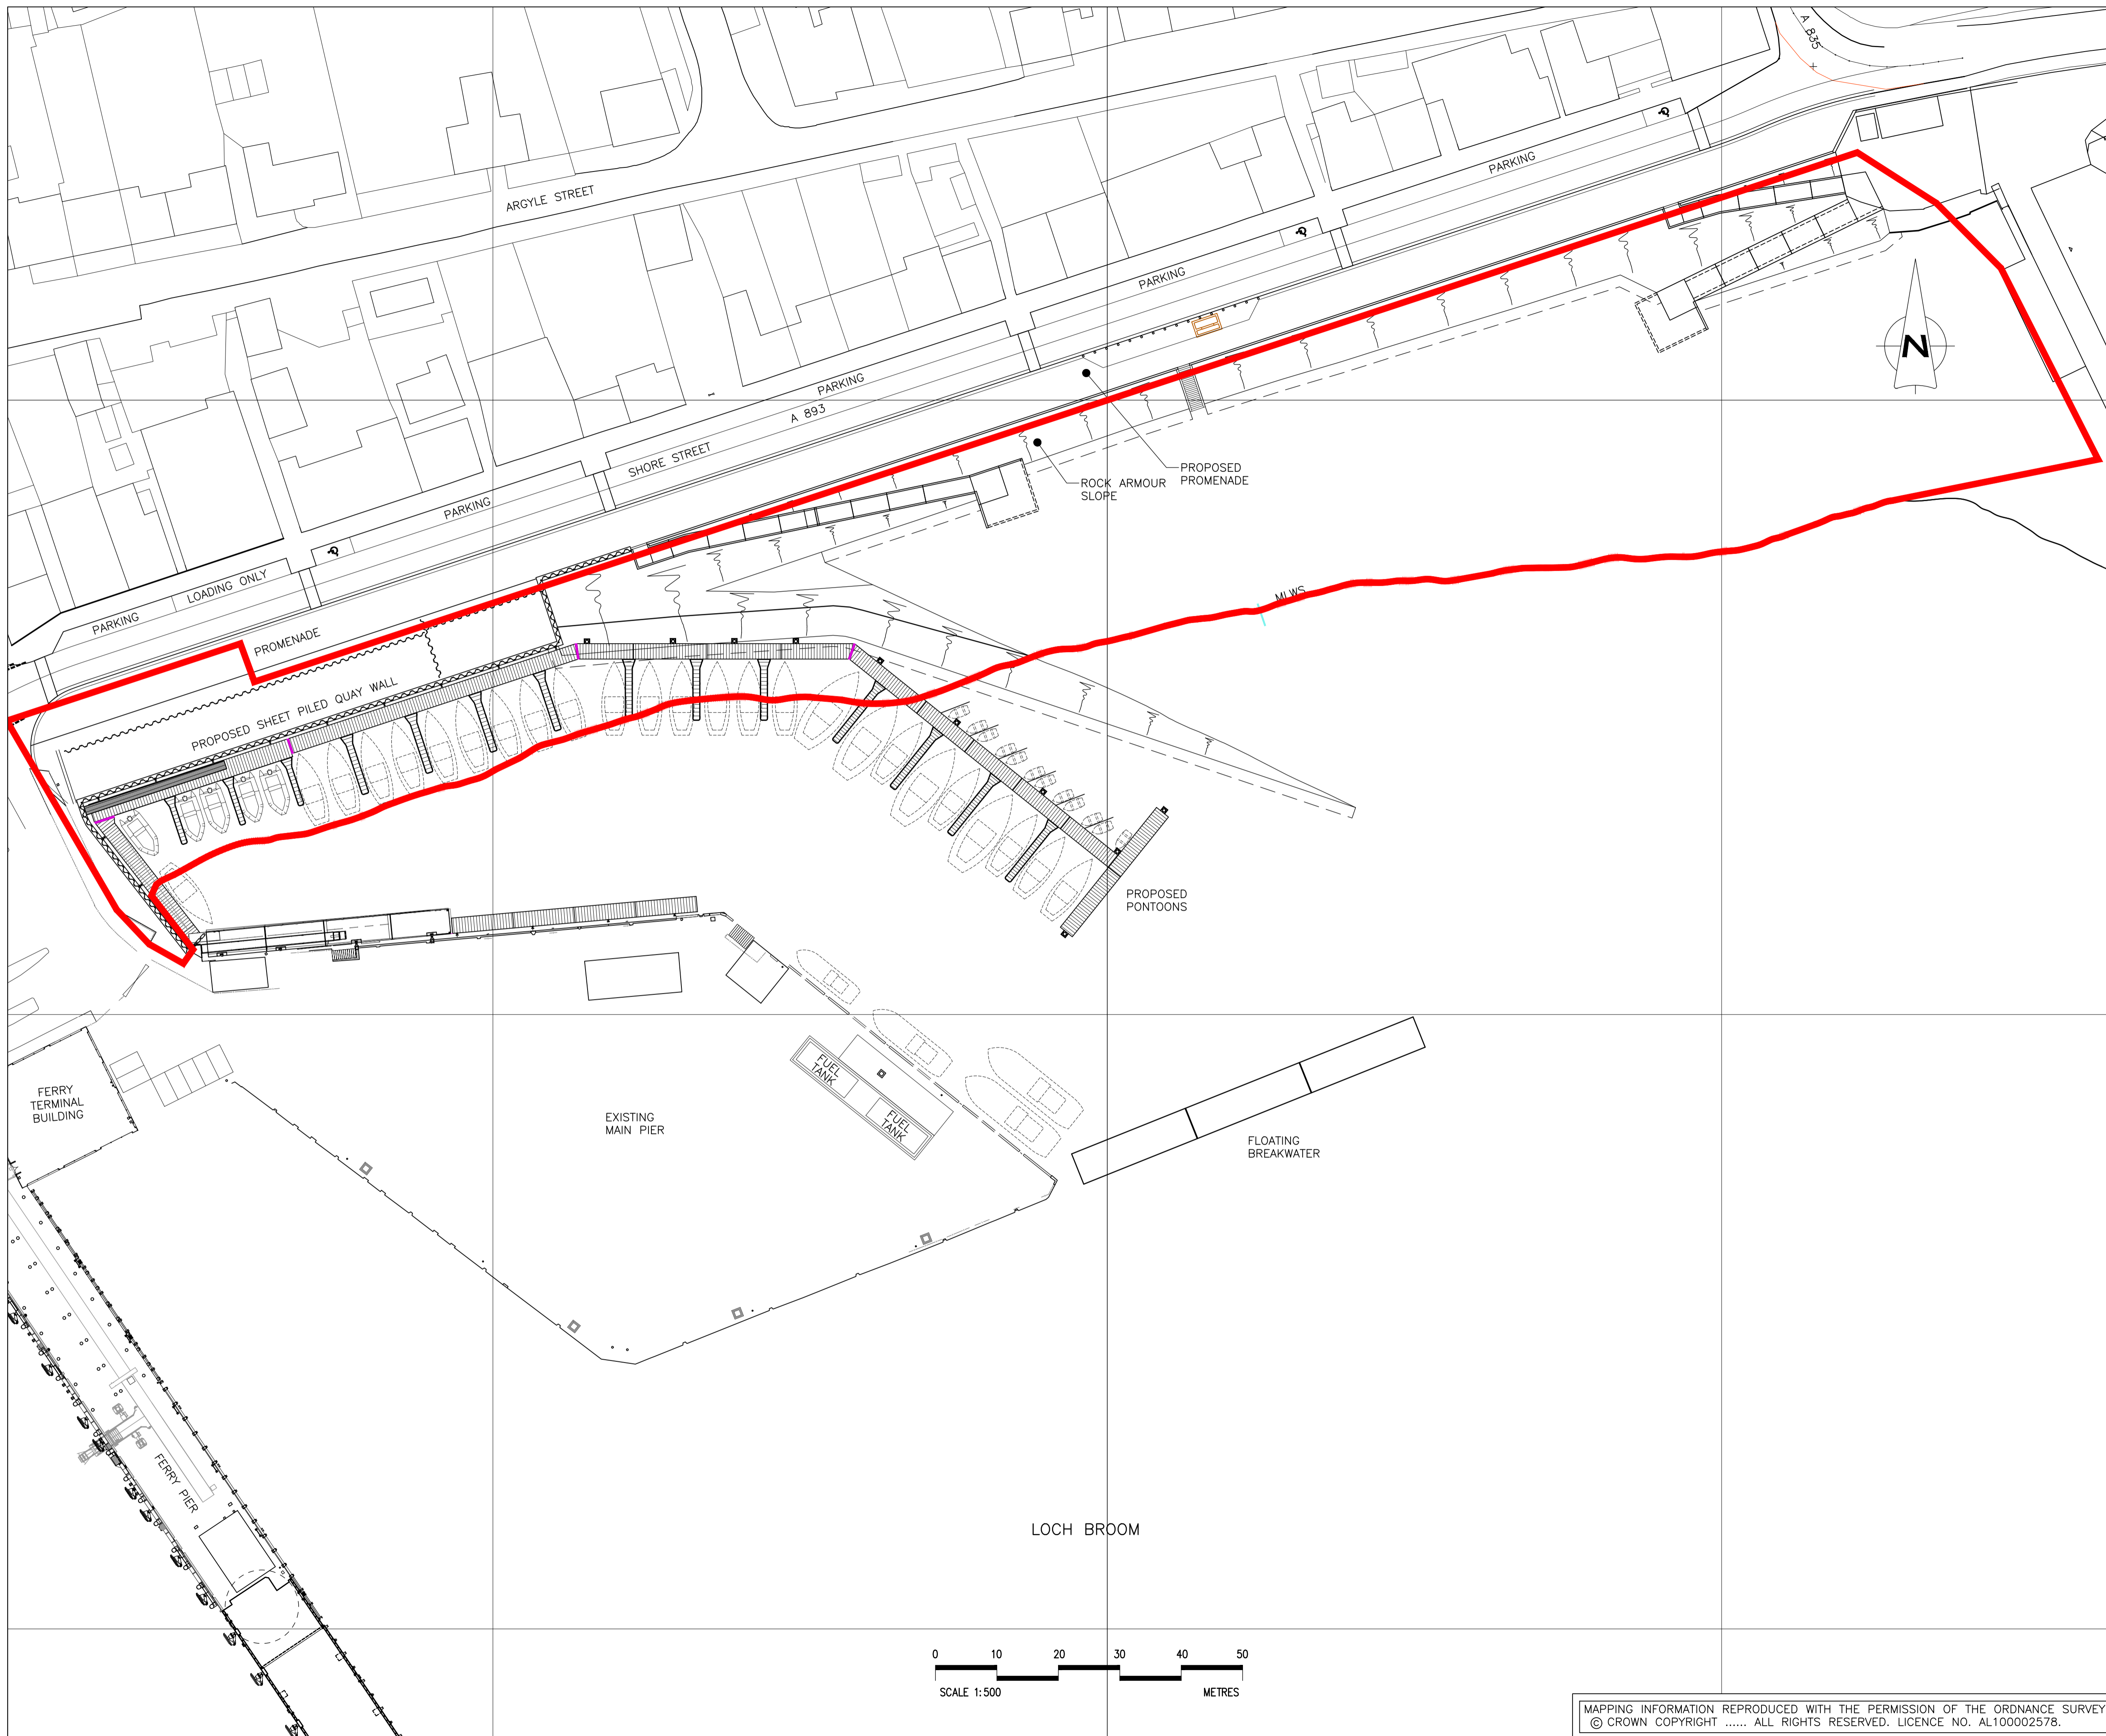 A 835
PARKING
ARGYLE STREET
PARKING
N
PARKING
A 893
SHORE STREET
PROPOSED
PROMENADE
ROCK ARMOUR
SLOPE
PARKING
LOADING ONLY
PARKING
MLWS
PROMENADE
PROPOSED SHEET PILED QUAY WALL
PROPOSED
PONTOONS
FERRY
TERMINAL
BUILDING
EXISTING
MAIN PIER
FUEL
TANK
FUEL
TANK
FLOATING
BREAKWATER
FERRY PIER
LOCH BROOM
0 10 20 30 40 50
SCALE 1:500 METRES
MAPPING INFORMATION REPRODUCED WITH THE PERMISSION OF THE ORDNANCE SURVEY
© CROWN COPYRIGHT ...... ALL RIGHTS RESERVED. LICENCE NO. AL100002578.